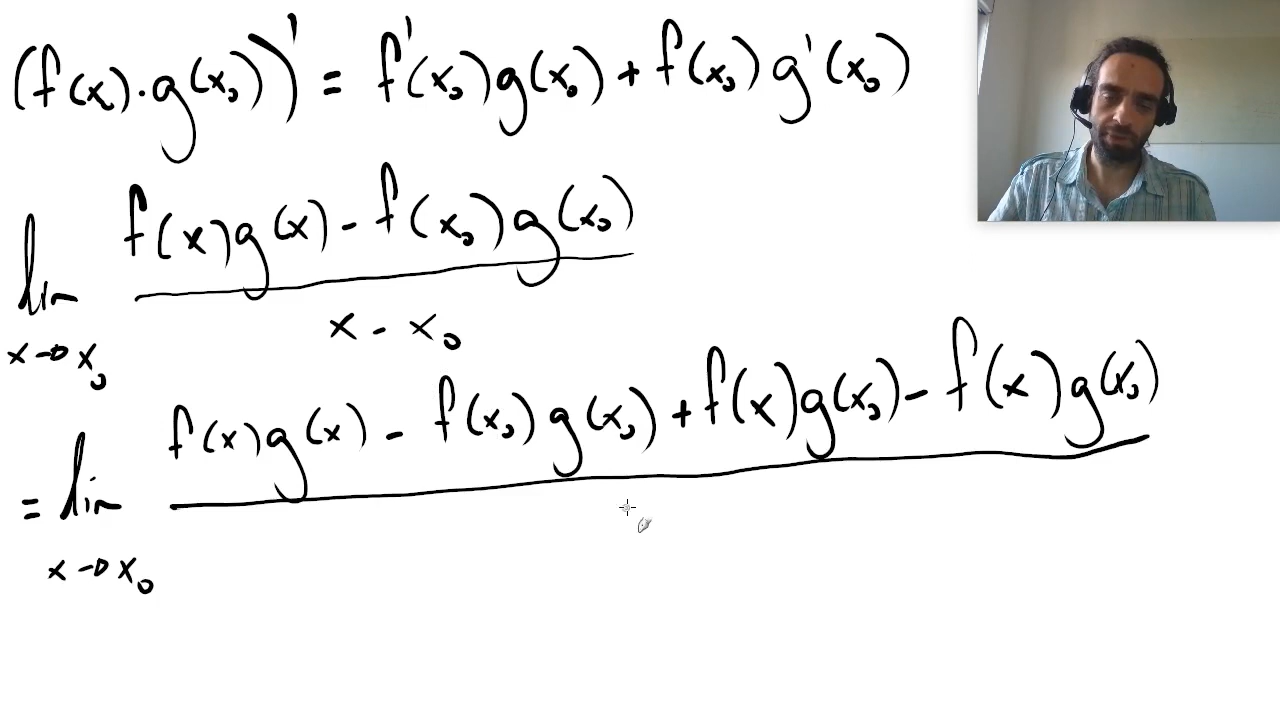 (f(x)·g(x₀))' = f'(x₀)g(x₀) + f(x₀)g'(x₀)
f(x)g(x) - f(x₀)g(x₀)
lim
x - x₀
x→x₀
f(x)g(x) - f(x₀)g(x₀) + f(x)g(x₀) - f(x)g(x₀)
= lim
x→x₀